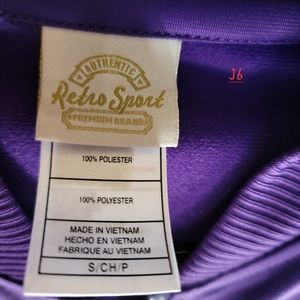 AUTHENTIC
Retro Sport
PREMIUM BRAND
J6
100% POLIESTER
100% POLYESTER
MADE IN VIETNAM
HECHO EN VIETNAM
FABRIQUE AU VIETNAM
S/CH/P